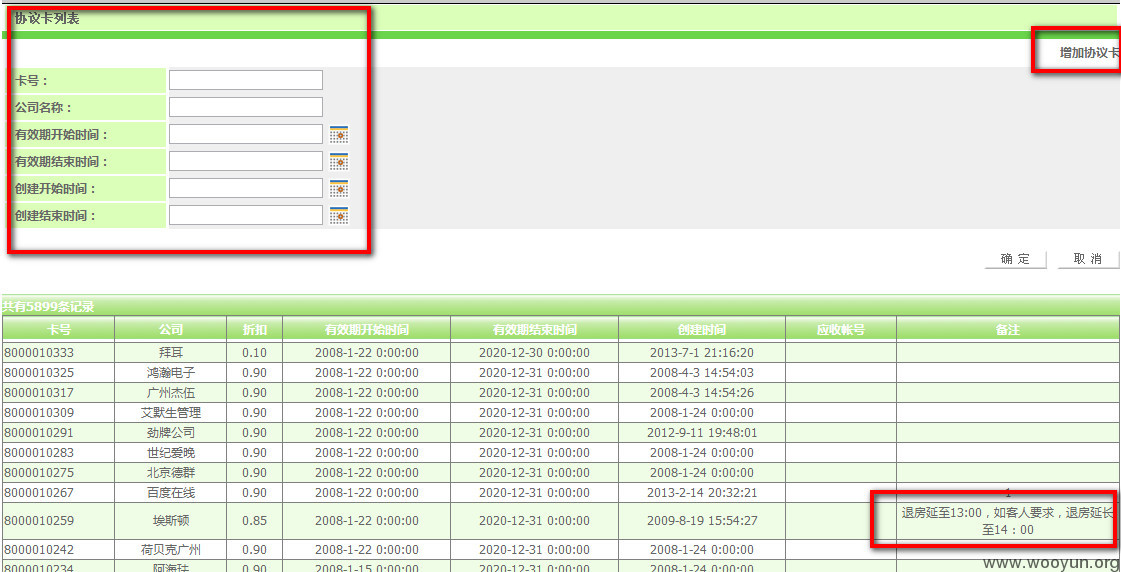 协议卡列表
增加协议卡
卡号：
公司名称：
有效期开始时间：
有效期结束时间：
创建开始时间：
创建结束时间：
确 定 取 消
共有5899条记录
卡号 公司 折扣 有效期开始时间 有效期结束时间 创建时间 应收帐号 备注
8000010333 拜耳 0.10 2008-1-22 0:00:00 2020-12-30 0:00:00 2013-7-1 21:16:20
8000010325 鸿瀚电子 0.90 2008-1-22 0:00:00 2020-12-31 0:00:00 2008-4-3 14:54:03
8000010317 广州杰伍 0.90 2008-1-22 0:00:00 2020-12-31 0:00:00 2008-4-3 14:54:26
8000010309 艾默生管理 0.90 2008-1-22 0:00:00 2020-12-31 0:00:00 2008-1-24 0:00:00
8000010291 劲牌公司 0.90 2008-1-22 0:00:00 2020-12-31 0:00:00 2012-9-11 19:48:01
8000010283 世纪爱晚 0.90 2008-1-22 0:00:00 2020-12-31 0:00:00 2008-1-24 0:00:00
8000010275 北京德群 0.90 2008-1-22 0:00:00 2020-12-31 0:00:00 2008-1-24 0:00:00
8000010267 百度在线 0.90 2008-1-22 0:00:00 2020-12-31 0:00:00 2013-2-14 20:32:21 1
8000010259 埃斯顿 0.85 2008-1-22 0:00:00 2020-12-31 0:00:00 2009-8-19 15:54:27 退房延至13:00，如客人要求，退房延长
至14：00
8000010242 荷贝克广州 0.90 2008-1-22 0:00:00 2020-12-31 0:00:00 2008-1-24 0:00:00
8000010234 阿海珐 0.90 2008-1-15 0:00:00 2020-12-31 0:00:00 2008-1-24 0:00:00
www.wooyun.org